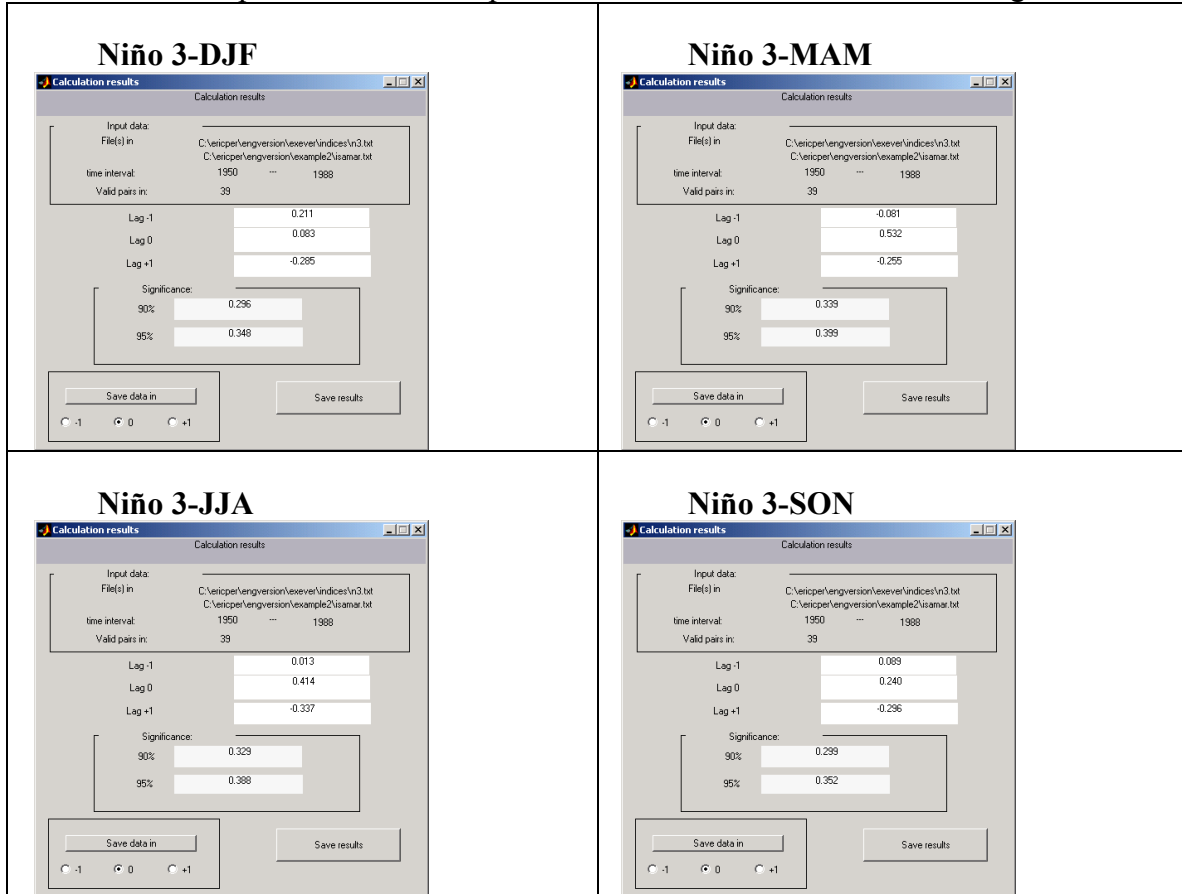 Niño 3-DJF
Calculation results
Calculation results
Input data:
File(s) in
C:\ericper\engversion\exever\indices\n3.txt
C:\ericper\engversion\example2\isamar.txt
time interval: 1950 --- 1988
Valid pairs in: 39
Lag -1 0.211
Lag 0 0.083
Lag +1 -0.285
Significance:
90% 0.296
95% 0.348
Save data in
Save results
-1 0 +1
Niño 3-MAM
Calculation results
Calculation results
Input data:
File(s) in
C:\ericper\engversion\exever\indices\n3.txt
C:\ericper\engversion\example2\isamar.txt
time interval: 1950 --- 1988
Valid pairs in: 39
Lag -1 -0.081
Lag 0 0.532
Lag +1 -0.255
Significance:
90% 0.339
95% 0.399
Save data in
Save results
-1 0 +1
Niño 3-JJA
Calculation results
Calculation results
Input data:
File(s) in
C:\ericper\engversion\exever\indices\n3.txt
C:\ericper\engversion\example2\isamar.txt
time interval: 1950 --- 1988
Valid pairs in: 39
Lag -1 0.013
Lag 0 0.414
Lag +1 -0.337
Significance:
90% 0.329
95% 0.388
Save data in
Save results
-1 0 +1
Niño 3-SON
Calculation results
Calculation results
Input data:
File(s) in
C:\ericper\engversion\exever\indices\n3.txt
C:\ericper\engversion\example2\isamar.txt
time interval: 1950 --- 1988
Valid pairs in: 39
Lag -1 0.089
Lag 0 0.240
Lag +1 -0.296
Significance:
90% 0.299
95% 0.352
Save data in
Save results
-1 0 +1